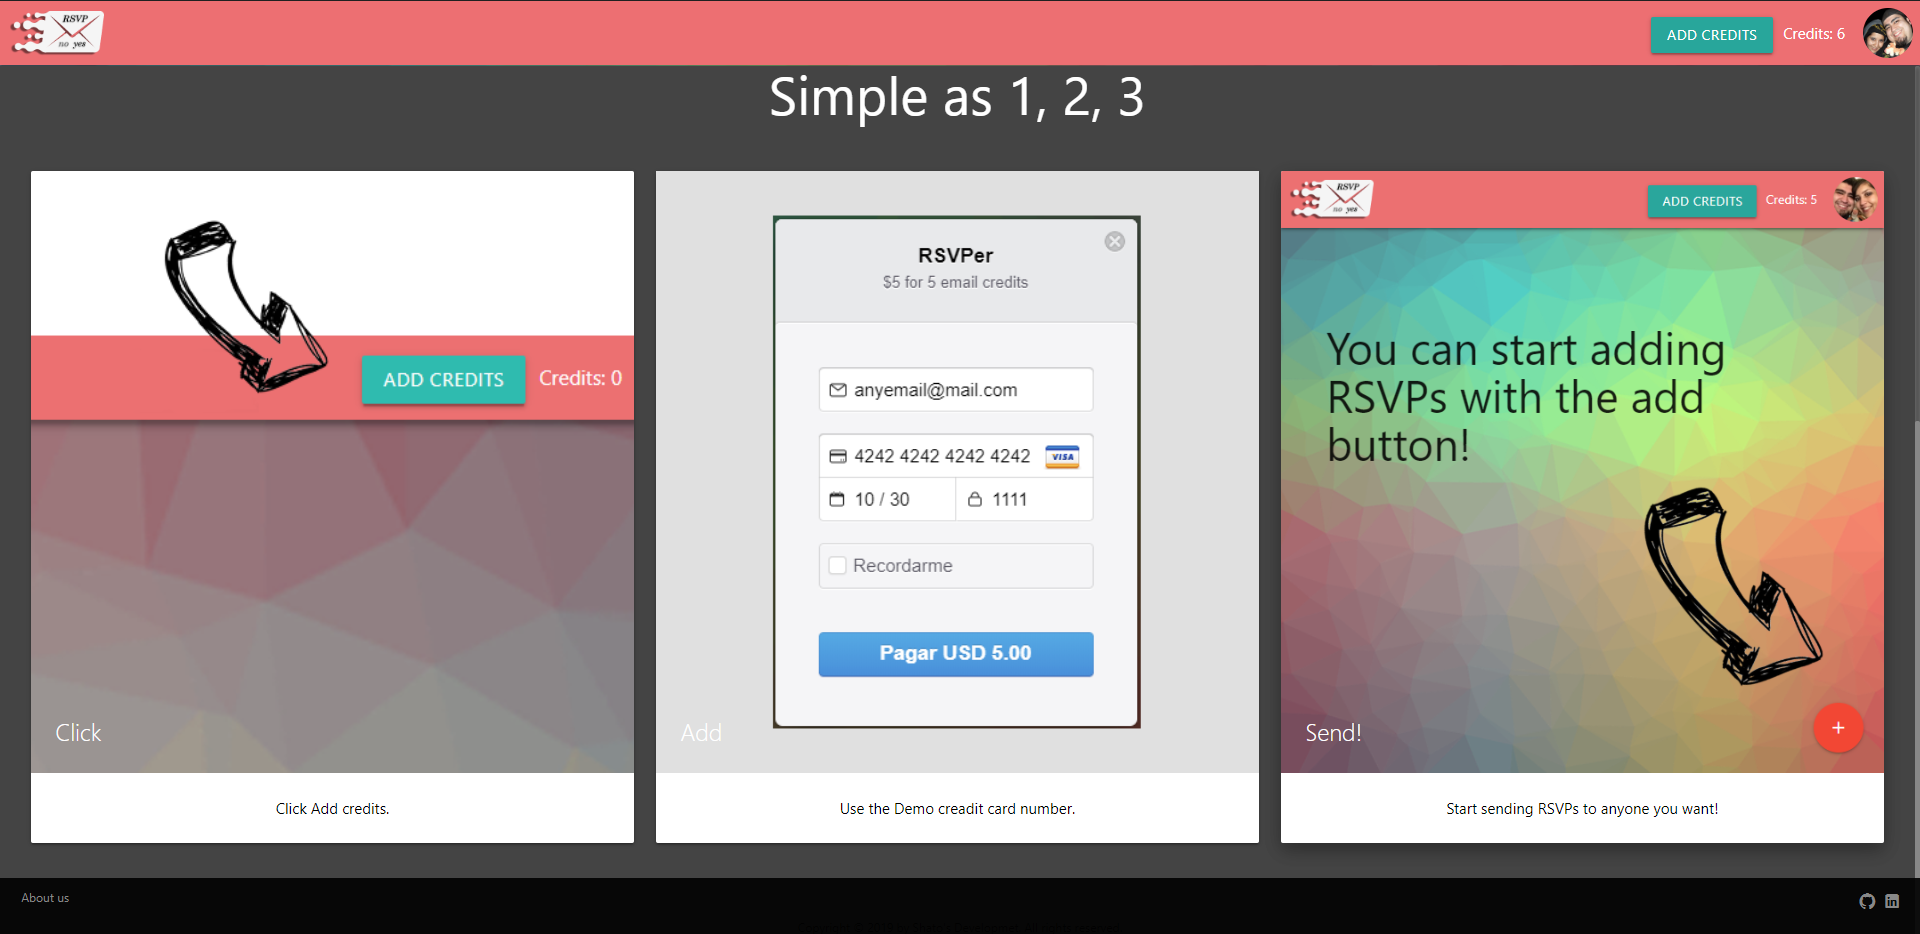 RSVP
no yes
ADD CREDITS
Credits: 6
Simple as 1, 2, 3
ADD CREDITS
Credits: 0
Click
Click Add credits.
RSVPer
$5 for 5 email credits
anyemail@mail.com
4242 4242 4242 4242
VISA
10 / 30
1111
Recordarme
Pagar USD 5.00
Add
Use the Demo creadit card number.
RSVP
no yes
ADD CREDITS
Credits: 5
You can start adding
RSVPs with the add
button!
Send!
+
Start sending RSVPs to anyone you want!
About us
in